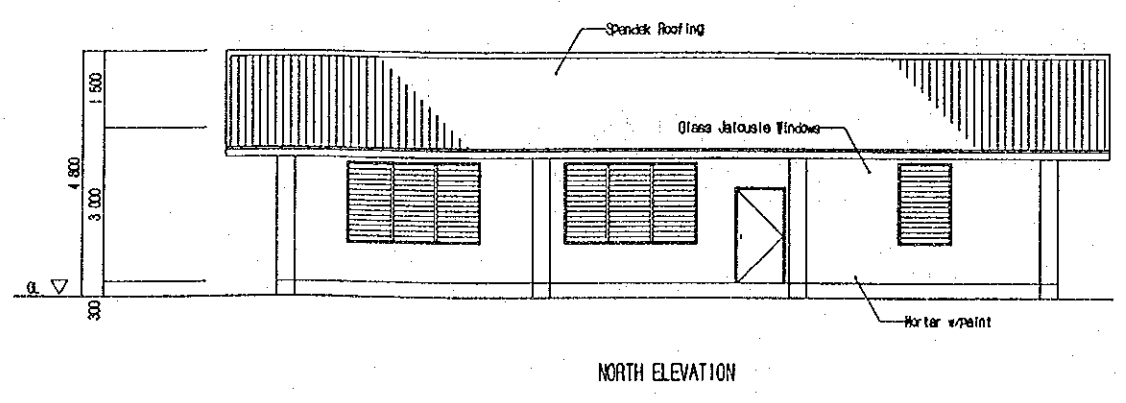 Spandek Roofing
1 500
Glass Jalousie Windows
4 800
3 000
GL
300
Mortar w/paint
NORTH ELEVATION